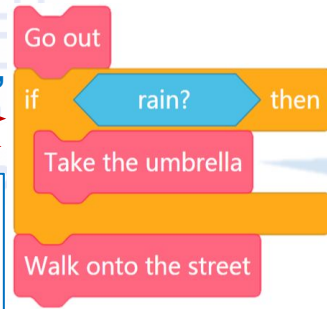 Go out
if rain? then
Take the umbrella
Walk onto the street